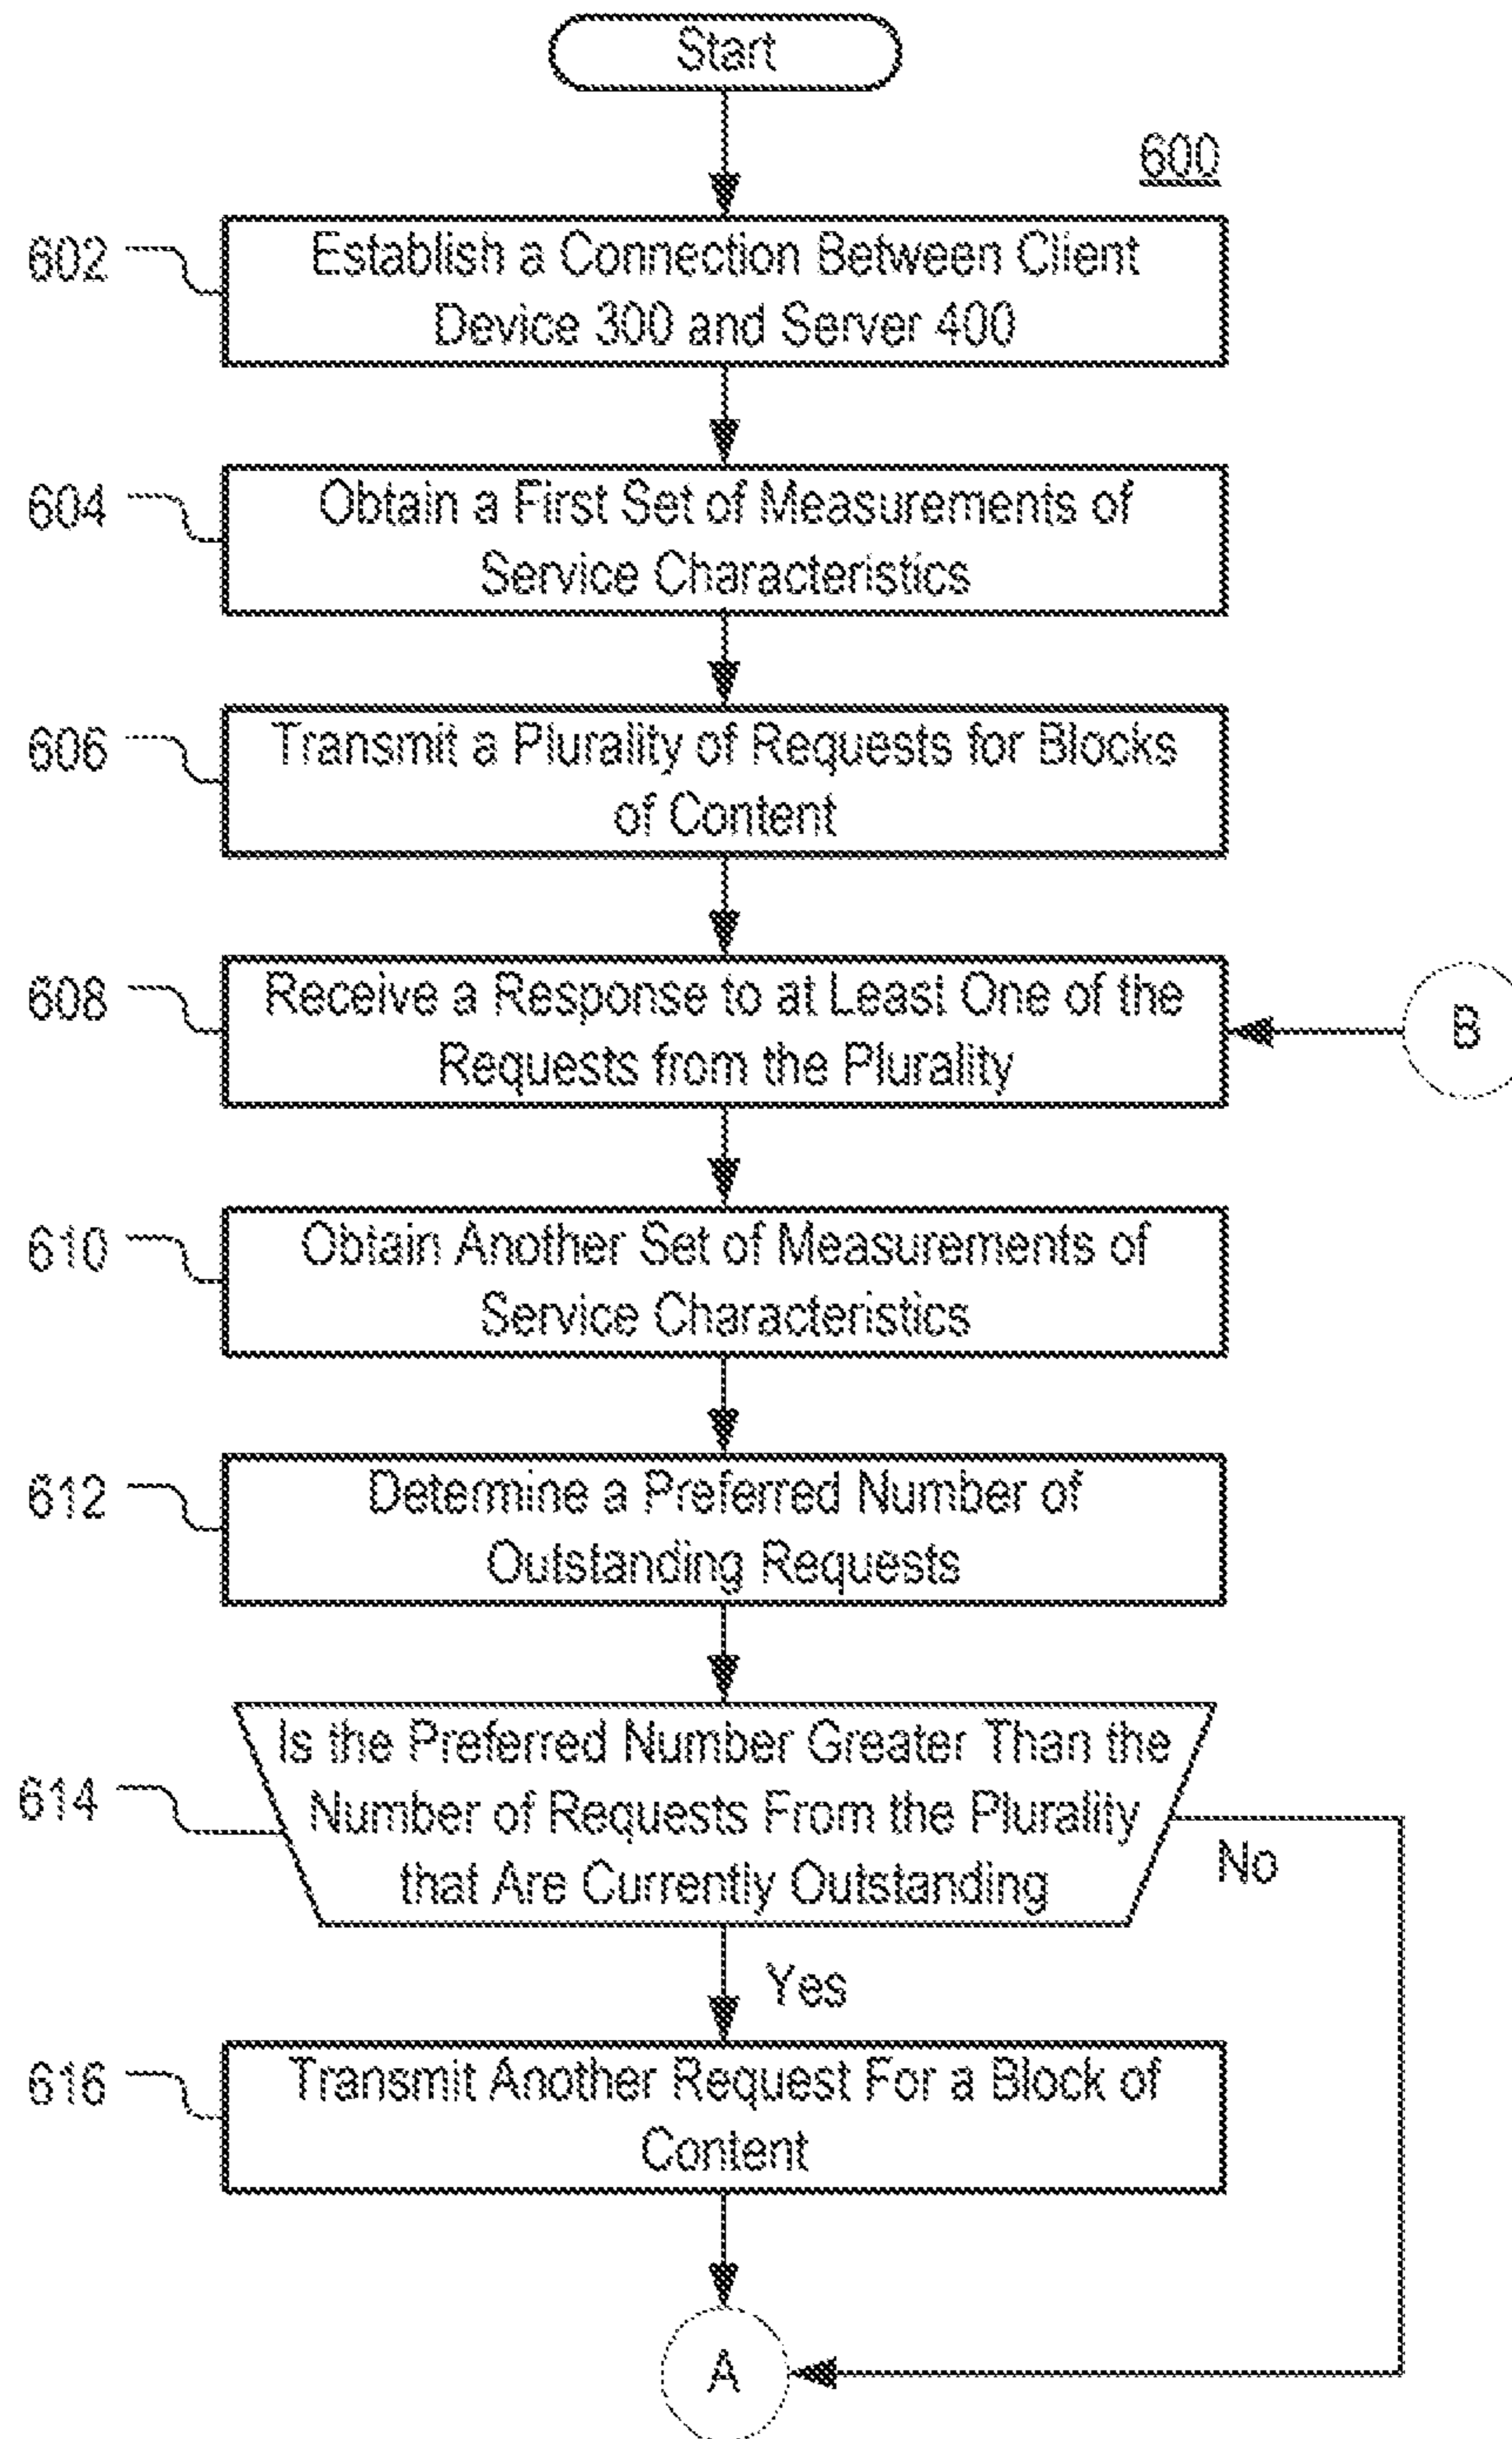 Start
600
602
Establish a Connection Between Client
Device 300 and Server 400
604
Obtain a First Set of Measurements of
Service Characteristics
606
Transmit a Plurality of Requests for Blocks
of Content
608
Receive a Response to at Least One of the
Requests from the Plurality
B
610
Obtain Another Set of Measurements of
Service Characteristics
612
Determine a Preferred Number of
Outstanding Requests
614
Is the Preferred Number Greater Than the
Number of Requests From the Plurality
that Are Currently Outstanding
No
Yes
616
Transmit Another Request For a Block of
Content
A